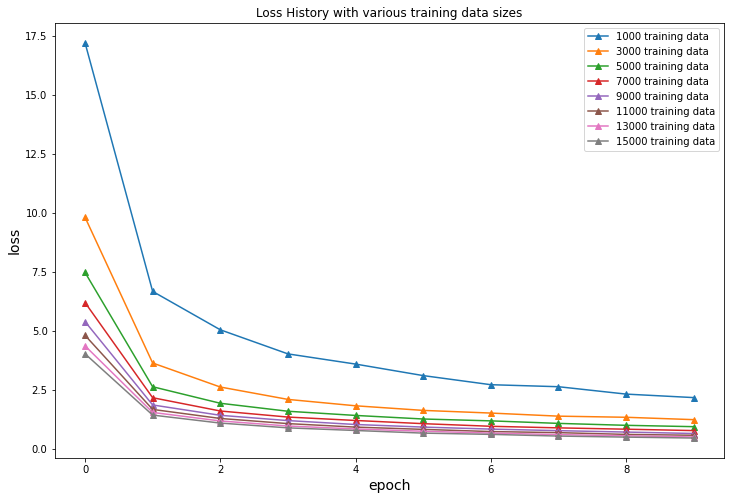 Loss History with various training data sizes
17.5
15.0
12.5
10.0
7.5
5.0
2.5
0.0
loss
1000 training data
3000 training data
5000 training data
7000 training data
9000 training data
11000 training data
13000 training data
15000 training data
0 2 4 6 8
epoch